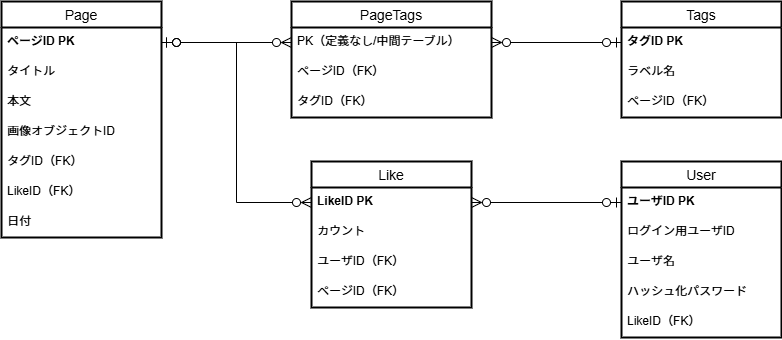 Page
ページID PK
タイトル
本文
画像オブジェクトID
タグID（FK）
LikeID（FK）
日付
PageTags
PK（定義なし/中間テーブル）
ページID（FK）
タグID（FK）
Tags
タグID PK
ラベル名
ページID（FK）
Like
LikeID PK
カウント
ユーザID（FK）
ページID（FK）
User
ユーザID PK
ログイン用ユーザID
ユーザ名
ハッシュ化パスワード
LikeID（FK）